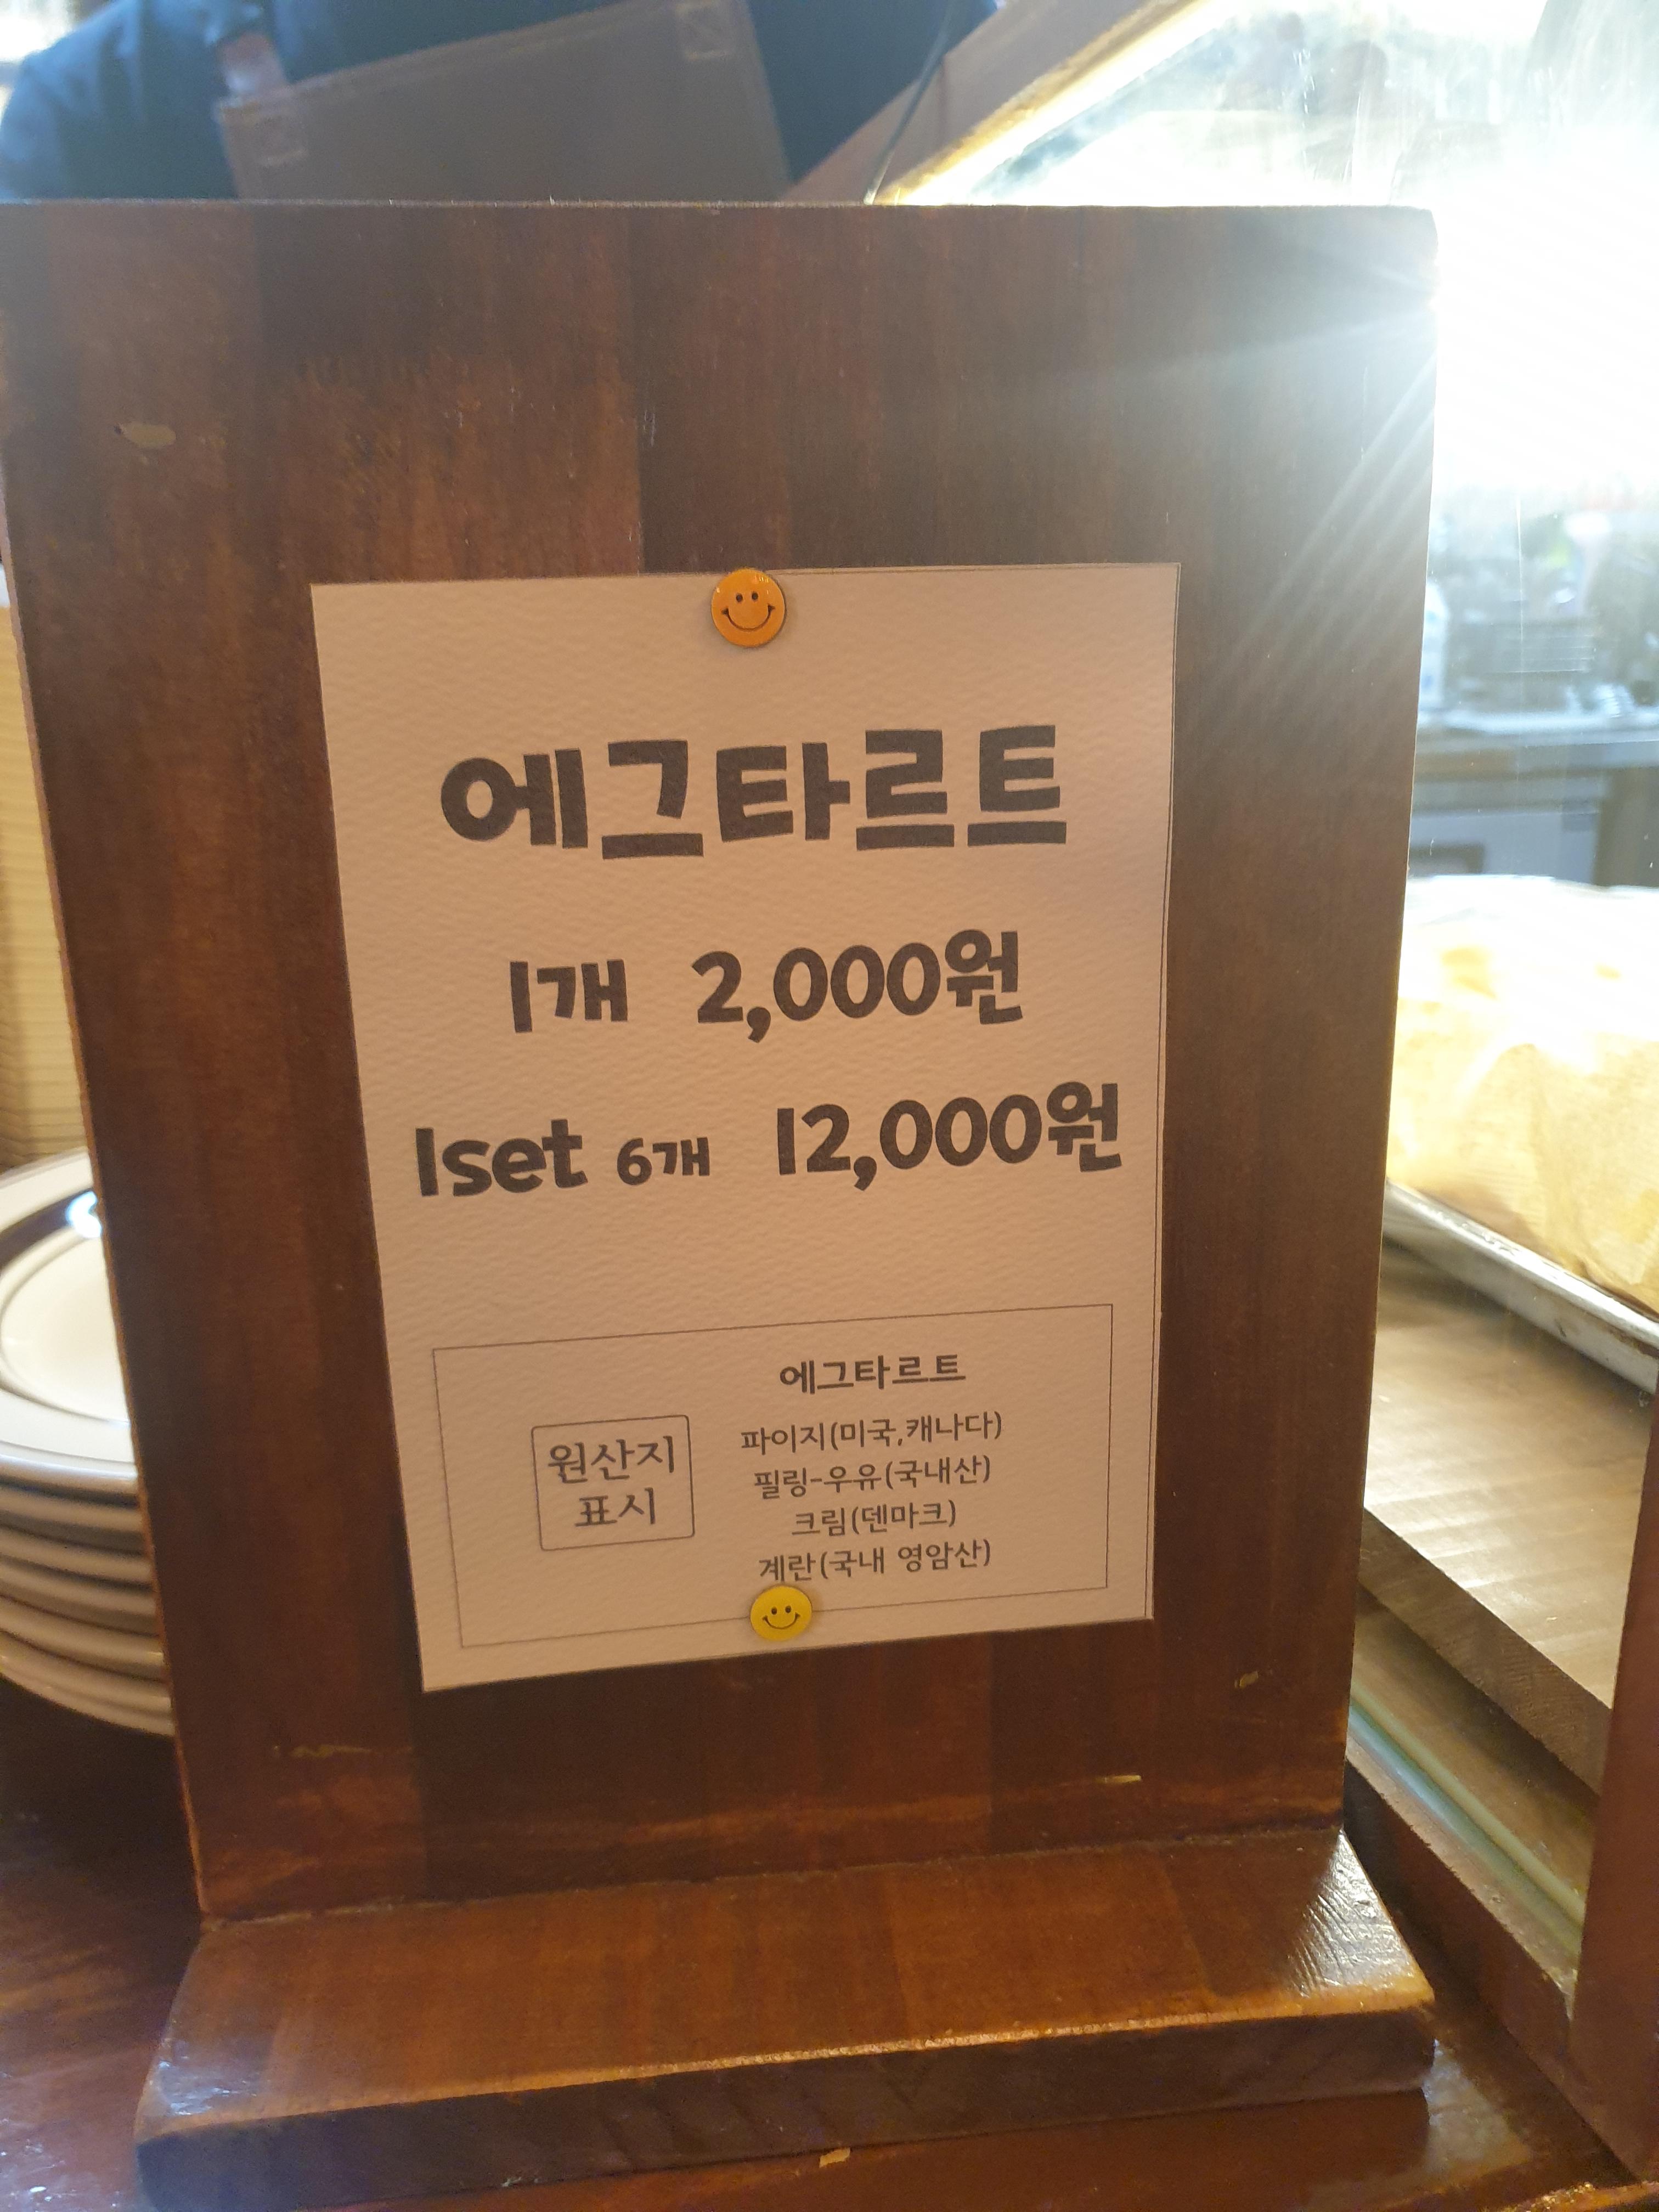 에그타르트
1개 2,000원
1set 6개 12,000원
원산지
표시
에그타르트
파이지(미국,캐나다)
필링-우유(국내산)
크림(덴마크)
계란(국내 영암산)